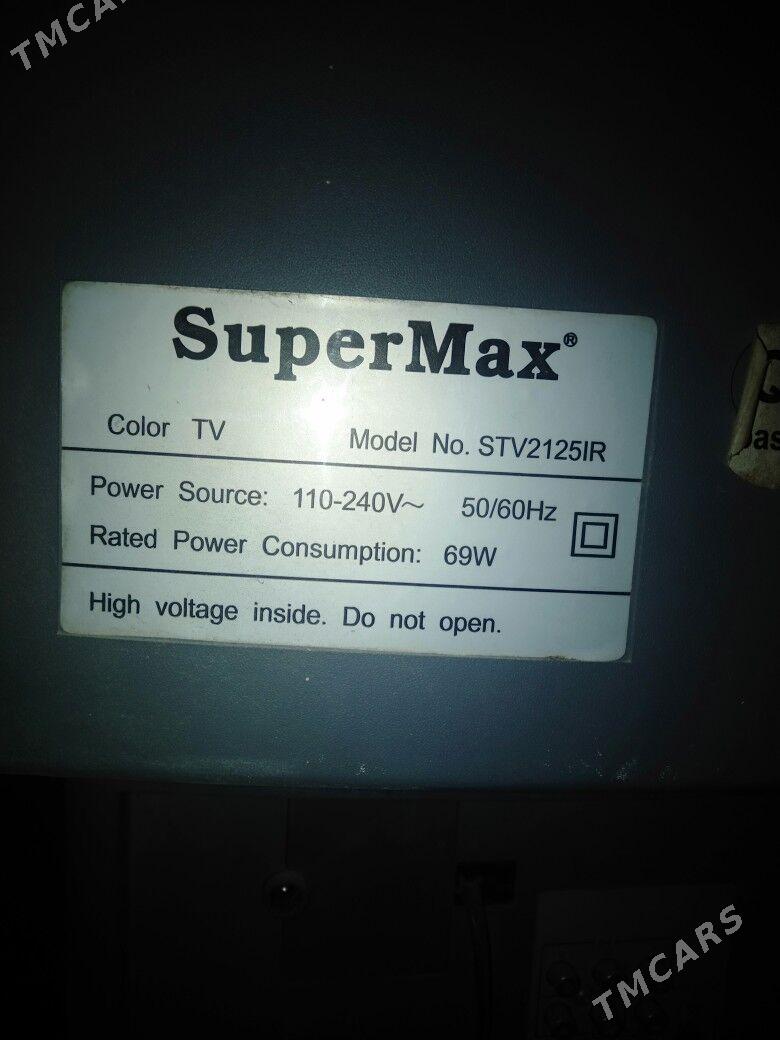 TMCARS
SuperMax®
Color TV Model No. STV2125IR
Power Source: 110-240V~ 50/60Hz
Rated Power Consumption: 69W
High voltage inside. Do not open.
TMCARS